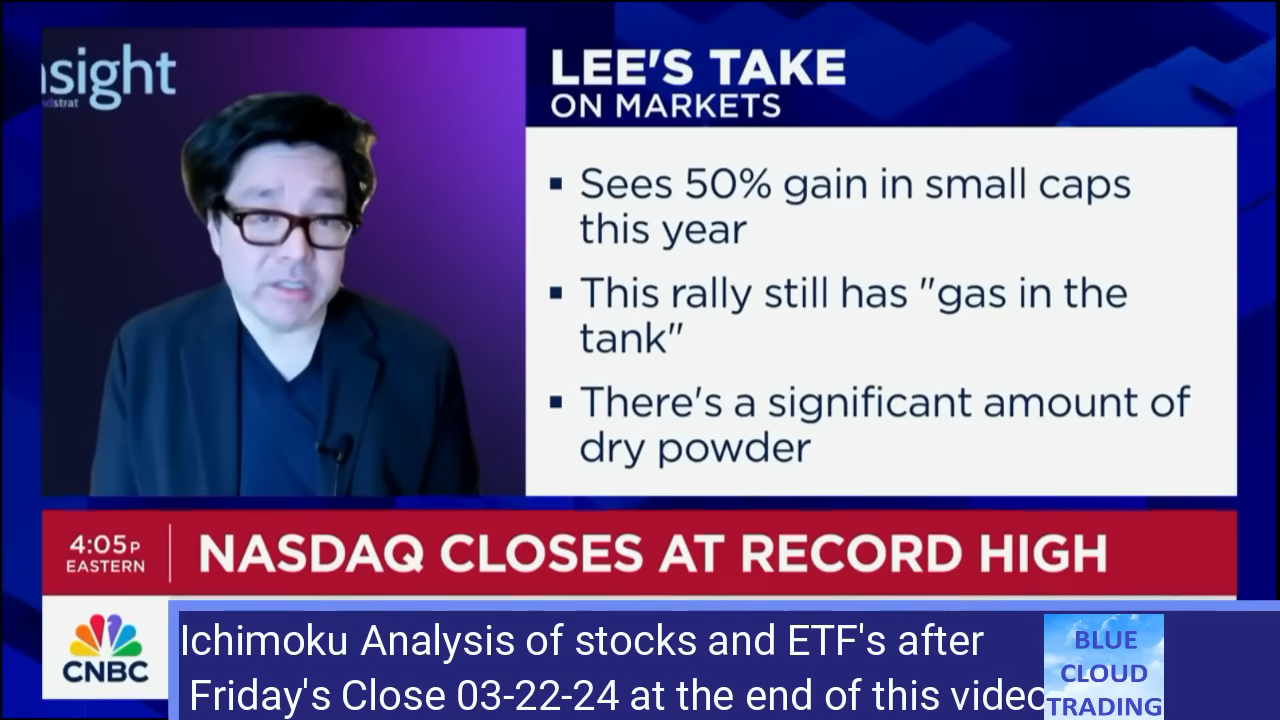 nsight
ndstrat
LEE'S TAKE
ON MARKETS
▪ Sees 50% gain in small caps
this year
▪ This rally still has "gas in the
tank"
▪ There's a significant amount of
dry powder
4:05P
EASTERN
NASDAQ CLOSES AT RECORD HIGH
CNBC
Ichimoku Analysis of stocks and ETF's after
Friday's Close 03-22-24 at the end of this video
BLUE
CLOUD
TRADING